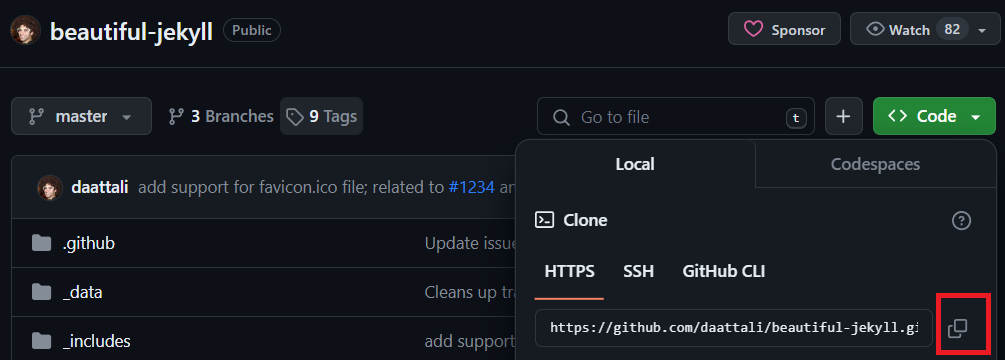 beautiful-jekyll Public Sponsor Watch 82
master 3 Branches 9 Tags Go to file t + Code
Local Codespaces
daattali add support for favicon.ico file; related to #1234 an
Clone ?
.github Update issue
HTTPS SSH GitHub CLI
_data Cleans up tra
https://github.com/daattali/beautiful-jekyll.gi
_includes add support